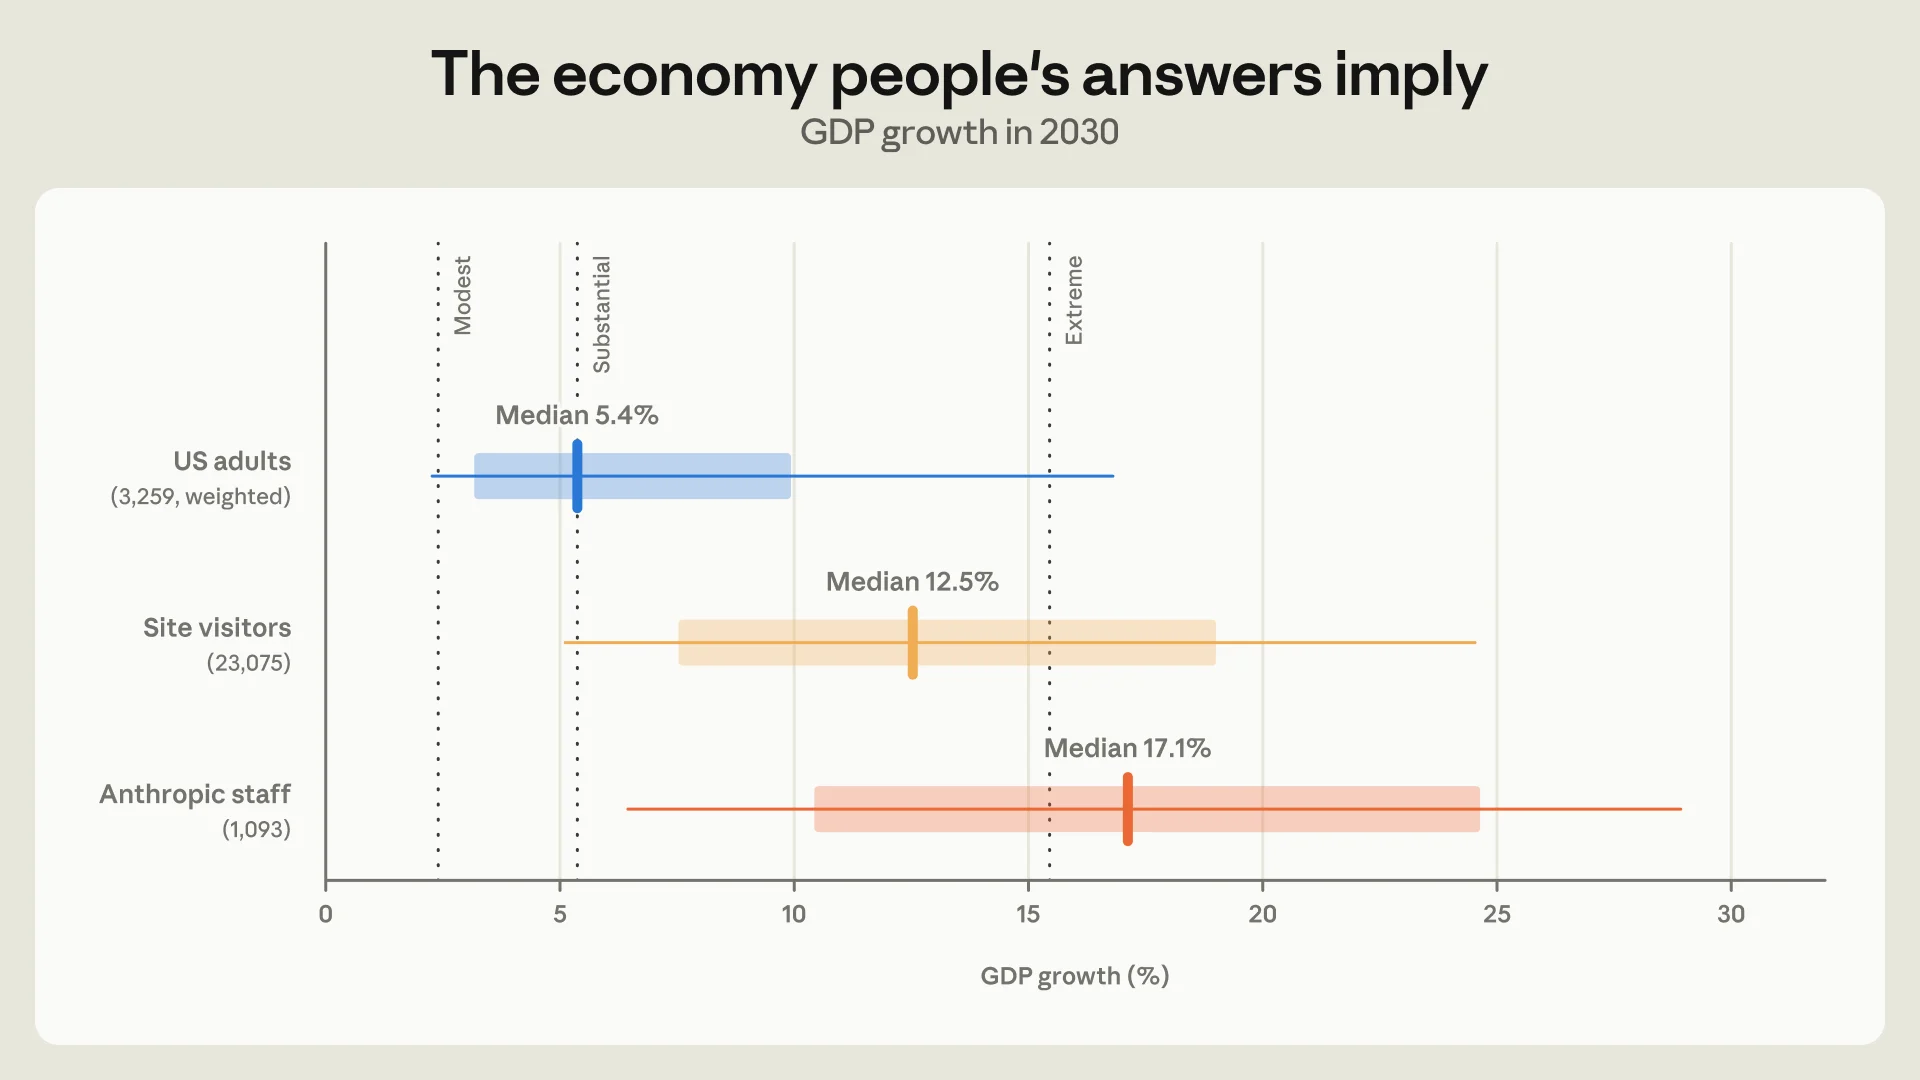 The economy people's answers imply
GDP growth in 2030
Modest
Substantial
Extreme
Median 5.4%
US adults
(3,259, weighted)
Median 12.5%
Site visitors
(23,075)
Median 17.1%
Anthropic staff
(1,093)
0 5 10 15 20 25 30
GDP growth (%)